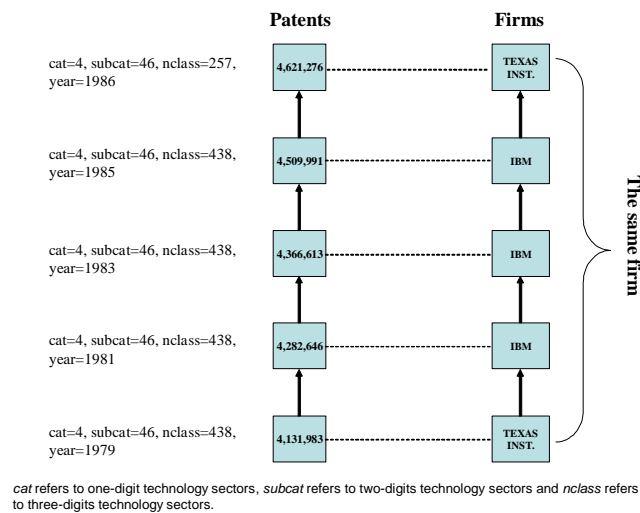 Patents
Firms
cat=4, subcat=46, nclass=257,
year=1986
4,621,276
TEXAS
INST.
cat=4, subcat=46, nclass=438,
year=1985
4,509,991
IBM
cat=4, subcat=46, nclass=438,
year=1983
4,366,613
IBM
The same firm
cat=4, subcat=46, nclass=438,
year=1981
4,282,646
IBM
cat=4, subcat=46, nclass=438,
year=1979
4,131,983
TEXAS
INST.
cat refers to one-digit technology sectors, subcat refers to two-digits technology sectors and nclass refers
to three-digits technology sectors.